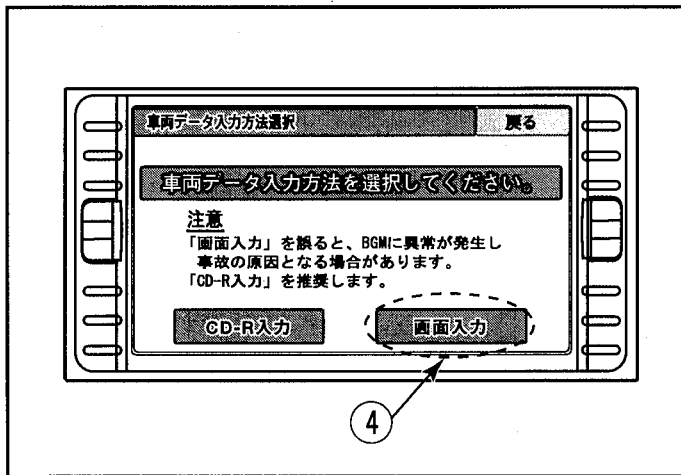 車両データ入力方法選択 戻る
車両データ入力方法を選択してください。
注意
「画面入力」を誤ると、BGMに異常が発生し
事故の原因となる場合があります。
「CD-R入力」を推奨します。
CD-R入力 画面入力
4